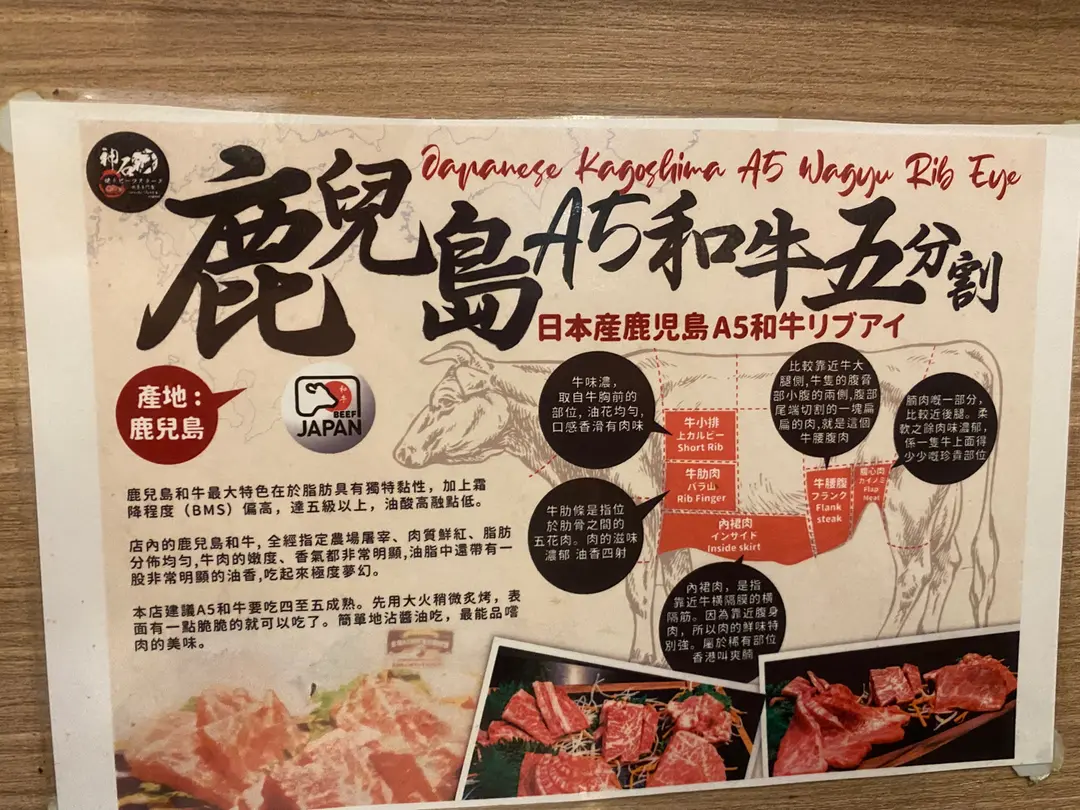 神石
Japanese Kagoshima A5 Wagyu Rib Eye
鹿兒島A5和牛五分割
日本産鹿児島A5和牛リブアイ
產地：
鹿兒島
和牛
BEEF
JAPAN
鹿兒島和牛最大特色在於脂肪具有獨特黏性，加上霜
降程度（BMS）偏高，達五級以上，油酸高融點低。
店內的鹿兒島和牛，全經指定農場屠宰、肉質鮮紅、脂肪
分佈均勻,牛肉的嫩度、香氣都非常明顯,油脂中還帶有一
股非常明顯的油香,吃起來極度夢幻。
本店建議A5和牛要吃四至五成熟。先用大火稍微炙烤，表
面有一點脆脆的就可以吃了。簡單地沾醬油吃，最能品嚐
肉的美味。
牛味濃，
取自牛胸前的
部位，油花均勻，
口感香滑有肉味
牛小排
上カルビー
Short Rib
牛肋條是指位
於肋骨之間的
五花肉。肉的滋味
濃郁 油香四射
牛肋肉
バラ山
Rib Finger
內裙肉
インサイド
Inside skirt
內裙肉，是指
靠近牛橫隔膜的橫
隔筋。因為靠近腹身
肉，所以肉的鮮味特
別強。屬於稀有部位
香港叫爽腩
比較靠近牛大
腿側,牛隻的腹脅
部小腹的兩側,腹部
尾端切割的一塊扁
扁的肉,就是這個
牛腰腹肉
牛腰腹
フランク
Flank
steak
腩肉嘅一部分，
比較近後腿。柔
軟之餘肉味濃郁，
係一隻牛上面得
少少嘅珍貴部位
腩心肉
カイノミ
Flap
Meat